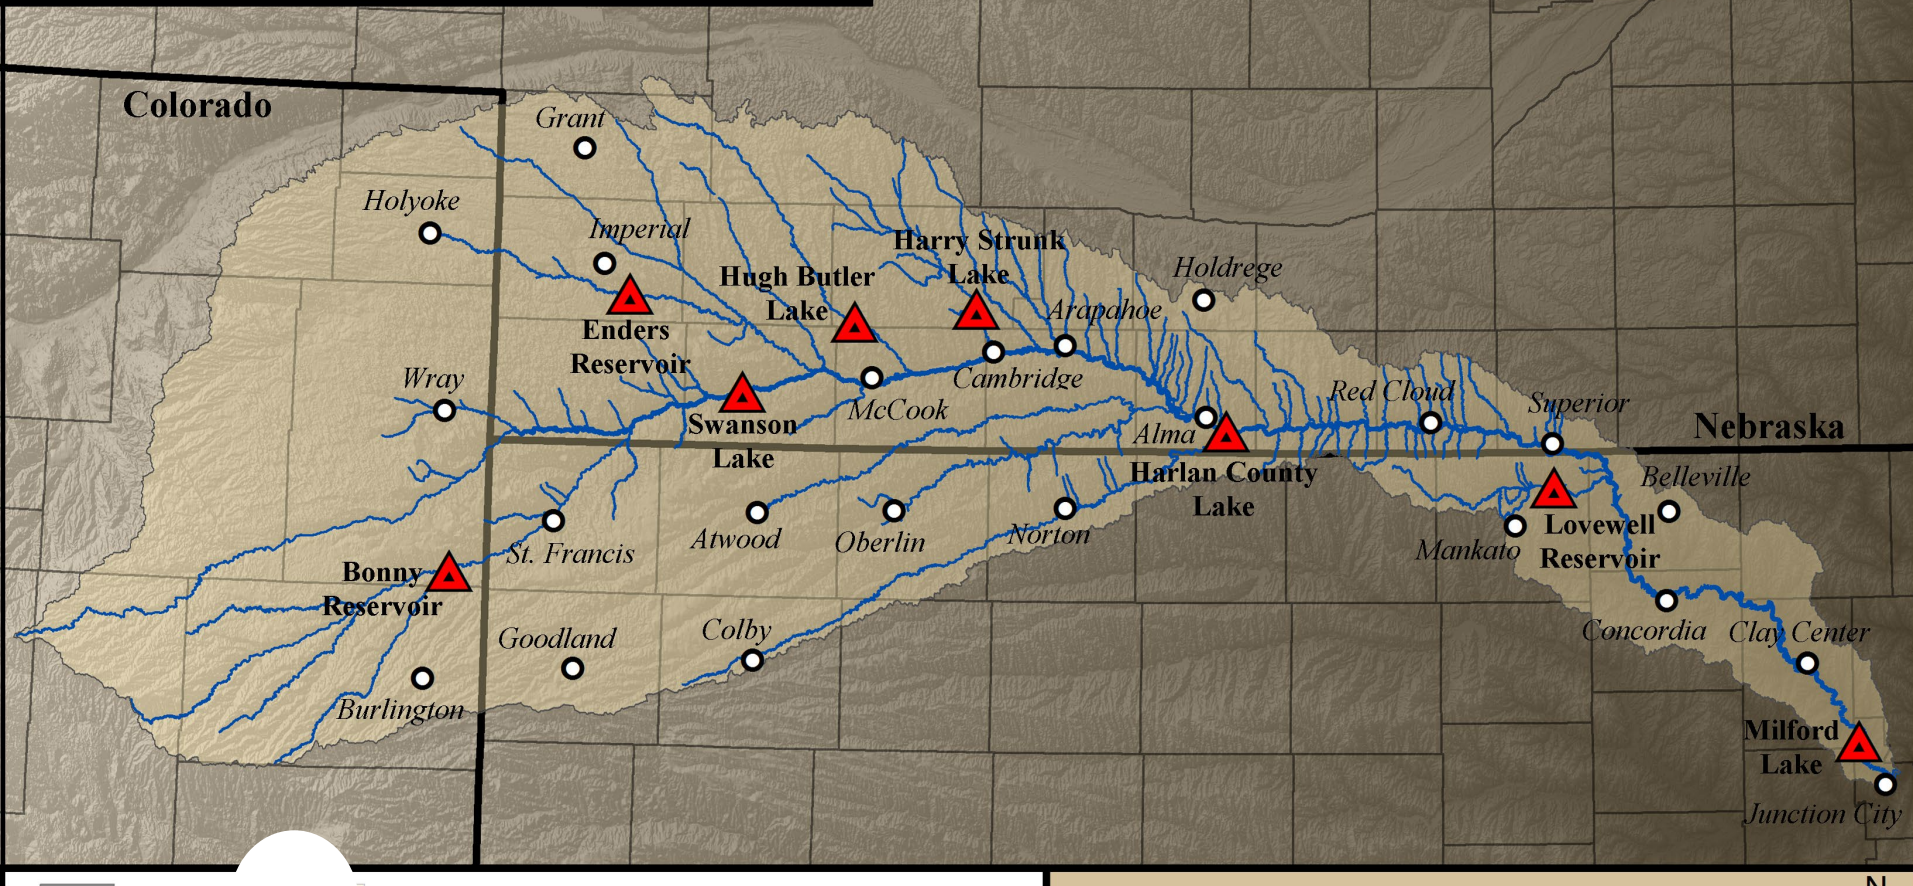 Colorado
Grant
Holyoke
Imperial
Harry Strunk
Lake
Hugh Butler
Lake
Holdrege
Arapahoe
Enders
Reservoir
Wray
Cambridge
McCook
Red Cloud
Superior
Swanson
Lake
Alma
Nebraska
Harlan County
Lake
Belleville
Atwood
Oberlin
Norton
Mankato
Lovewell
Reservoir
St. Francis
Bonny
Reservoir
Goodland
Colby
Concordia
Clay Center
Burlington
Milford
Lake
Junction City
N